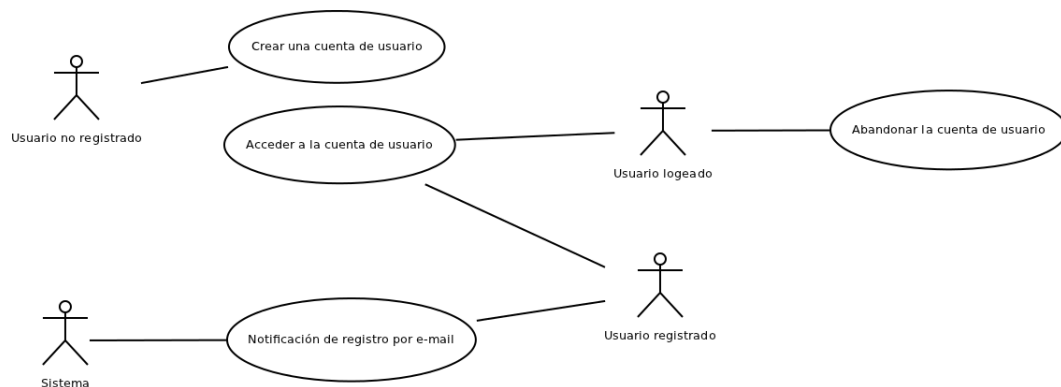 Crear una cuenta de usuario
Usuario no registrado
Acceder a la cuenta de usuario
Abandonar la cuenta de usuario
Usuario logeado
Notificación de registro por e-mail
Usuario registrado
Sistema